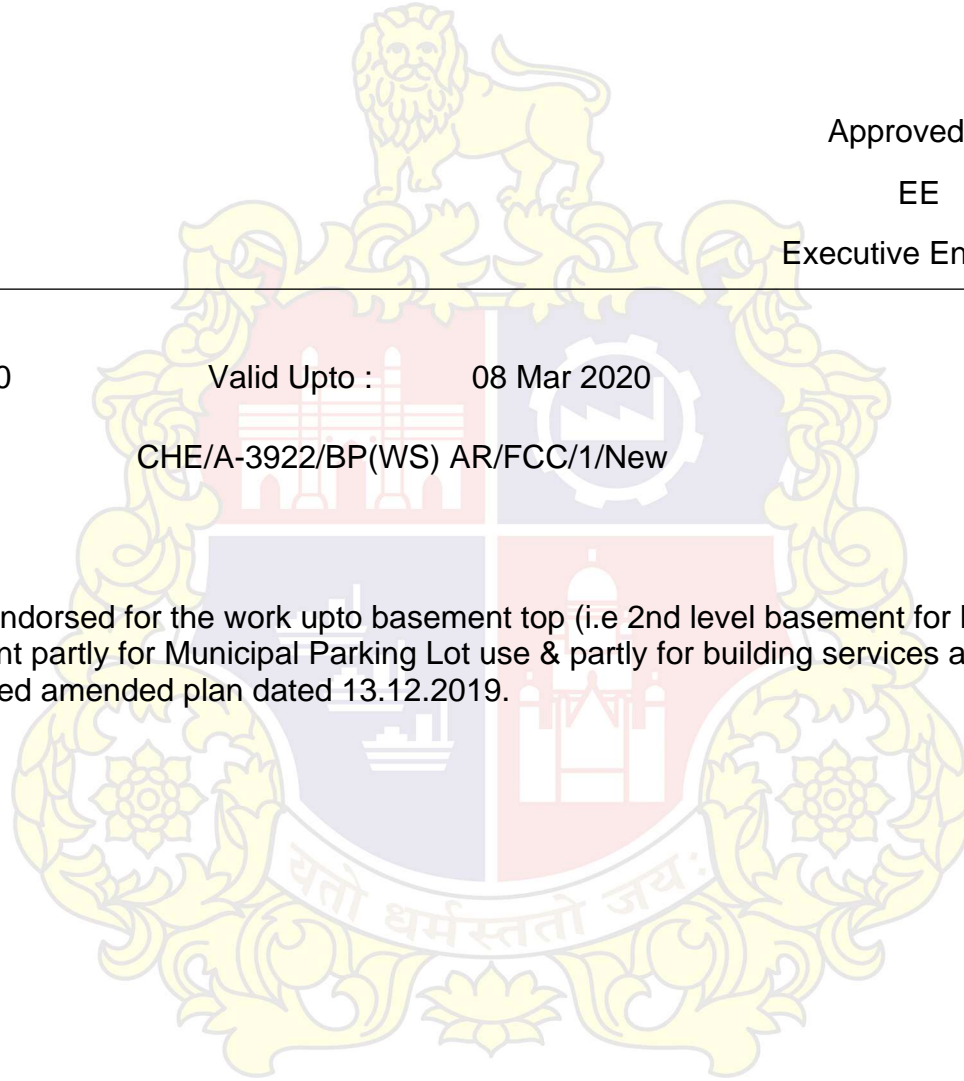 Approved
EE
Executive En
0 Valid Upto : 08 Mar 2020
CHE/A-3922/BP(WS) AR/FCC/1/New
ndorsed for the work upto basement top (i.e 2nd level basement for
nt partly for Municipal Parking Lot use & partly for building services a
ed amended plan dated 13.12.2019.
यतो धर्मस्ततो जय: